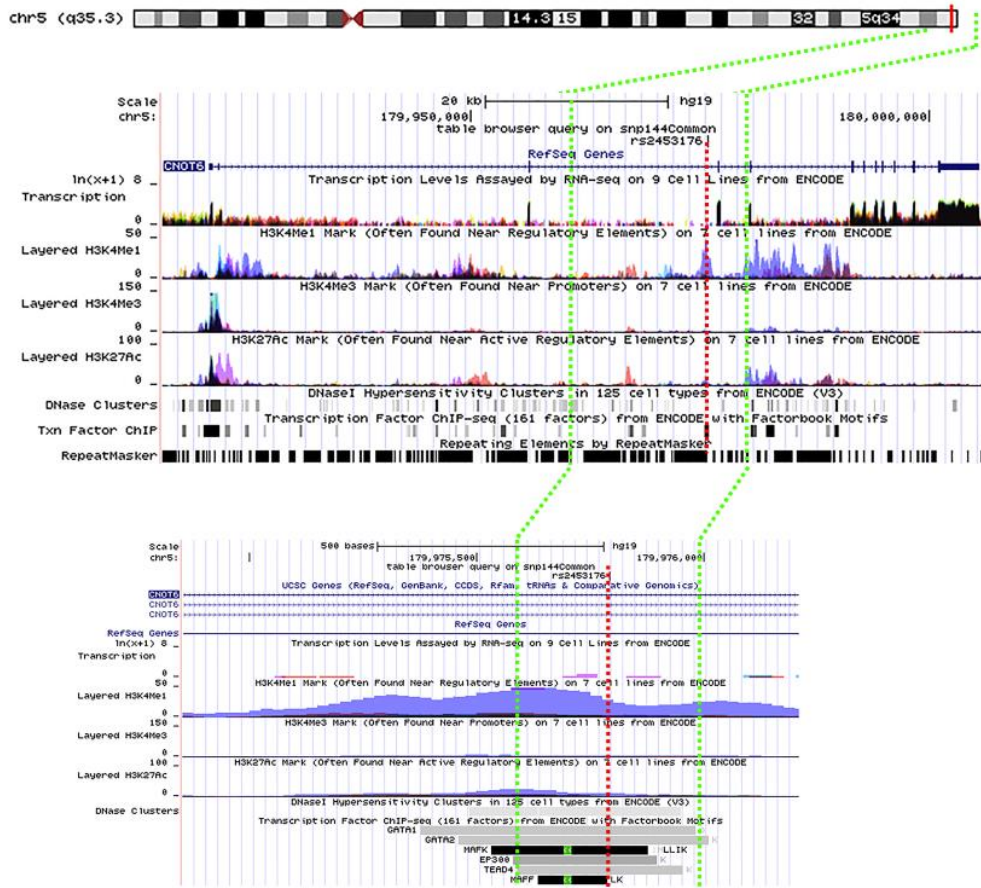 chr5 (q35.3) 14.3 15 32 5q34
Scale 20 kb hg19
chr5: 179,950,000 180,000,000
table browser query on snp144Common
rs2453176
RefSeq Genes
CNOT6
ln(x+1) 8 Transcription Levels Assayed by RNA-seq on 9 Cell Lines from ENCODE
Transcription
0
50 H3K4Me1 Mark (Often Found Near Regulatory Elements) on 7 cell lines from ENCODE
Layered H3K4Me1
0
150 H3K4Me3 Mark (Often Found Near Promoters) on 7 cell lines from ENCODE
Layered H3K4Me3
0
100 H3K27Ac Mark (Often Found Near Active Regulatory Elements) on 7 cell lines from ENCODE
Layered H3K27Ac
0
DNaseI Hypersensitivity Clusters in 125 cell types from ENCODE (V3)
DNase Clusters
Transcription Factor ChIP-seq (161 factors) from ENCODE with Factorbook Motifs
Txn Factor ChIP
Repeating Elements by RepeatMasker
RepeatMasker
Scale 500 bases hg19
chr5: 179,975,500 179,976,000
table browser query on snp144Common
rs2453176
UCSC Genes (RefSeq, GenBank, CCDS, Rfam, tRNAs & Comparative Genomics)
CNOT6
CNOT6
CNOT6
RefSeq Genes
RefSeq Genes
ln(x+1) 8 Transcription Levels Assayed by RNA-seq on 9 Cell Lines from ENCODE
Transcription
0
50 H3K4Me1 Mark (Often Found Near Regulatory Elements) on 7 cell lines from ENCODE
Layered H3K4Me1
0
150 H3K4Me3 Mark (Often Found Near Promoters) on 7 cell lines from ENCODE
Layered H3K4Me3
0
100 H3K27Ac Mark (Often Found Near Active Regulatory Elements) on 7 cell lines from ENCODE
Layered H3K27Ac
0
DNaseI Hypersensitivity Clusters in 125 cell types from ENCODE (V3)
DNase Clusters
Transcription Factor ChIP-seq (161 factors) from ENCODE with Factorbook Motifs
GATA1
GATA2 K
MAFK HLLIK
EP300 K
TEAD4 K
MAFF LK